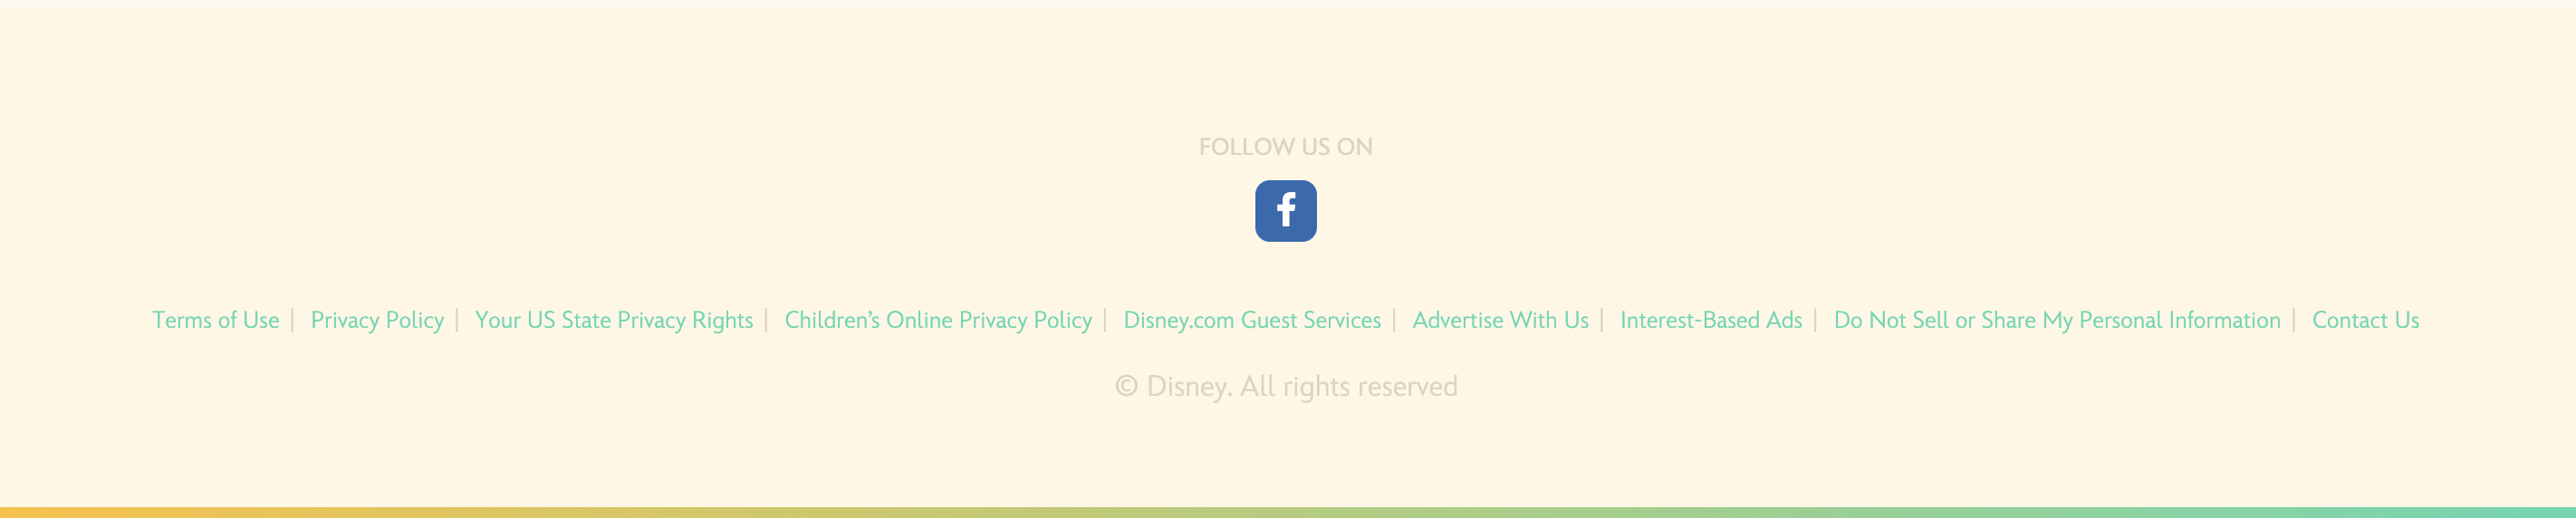 FOLLOW US ON
f
Terms of Use | Privacy Policy | Your US State Privacy Rights | Children’s Online Privacy Policy | Disney.com Guest Services | Advertise With Us | Interest-Based Ads | Do Not Sell or Share My Personal Information | Contact Us
© Disney. All rights reserved